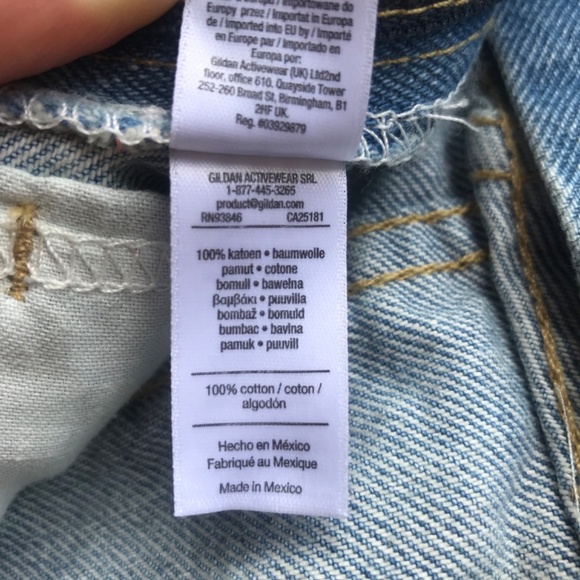 Europy przez / Importat in Europa
de / imported into EU by / Importé
en Europe par / Importado en
Europa por:
Gildan Activewear (UK) Ltd2nd
floor, office 610. Quayside Tower
252-260 Broad St, Birmingham, B1
2HF UK.
Reg. #03929879
GILDAN ACTIVEWEAR SRL
1-877-445-3265
product@gildan.com
RN93846 CA25181
100% katoen • baumwolle
pamut • cotone
bomull • bawełna
βαμβάκι • puuvilla
bombaž • bomuld
bumbac • bavlna
pamuk • puuvill
100% cotton / coton /
algodón
Hecho en México
Fabriqué au Mexique
Made in Mexico